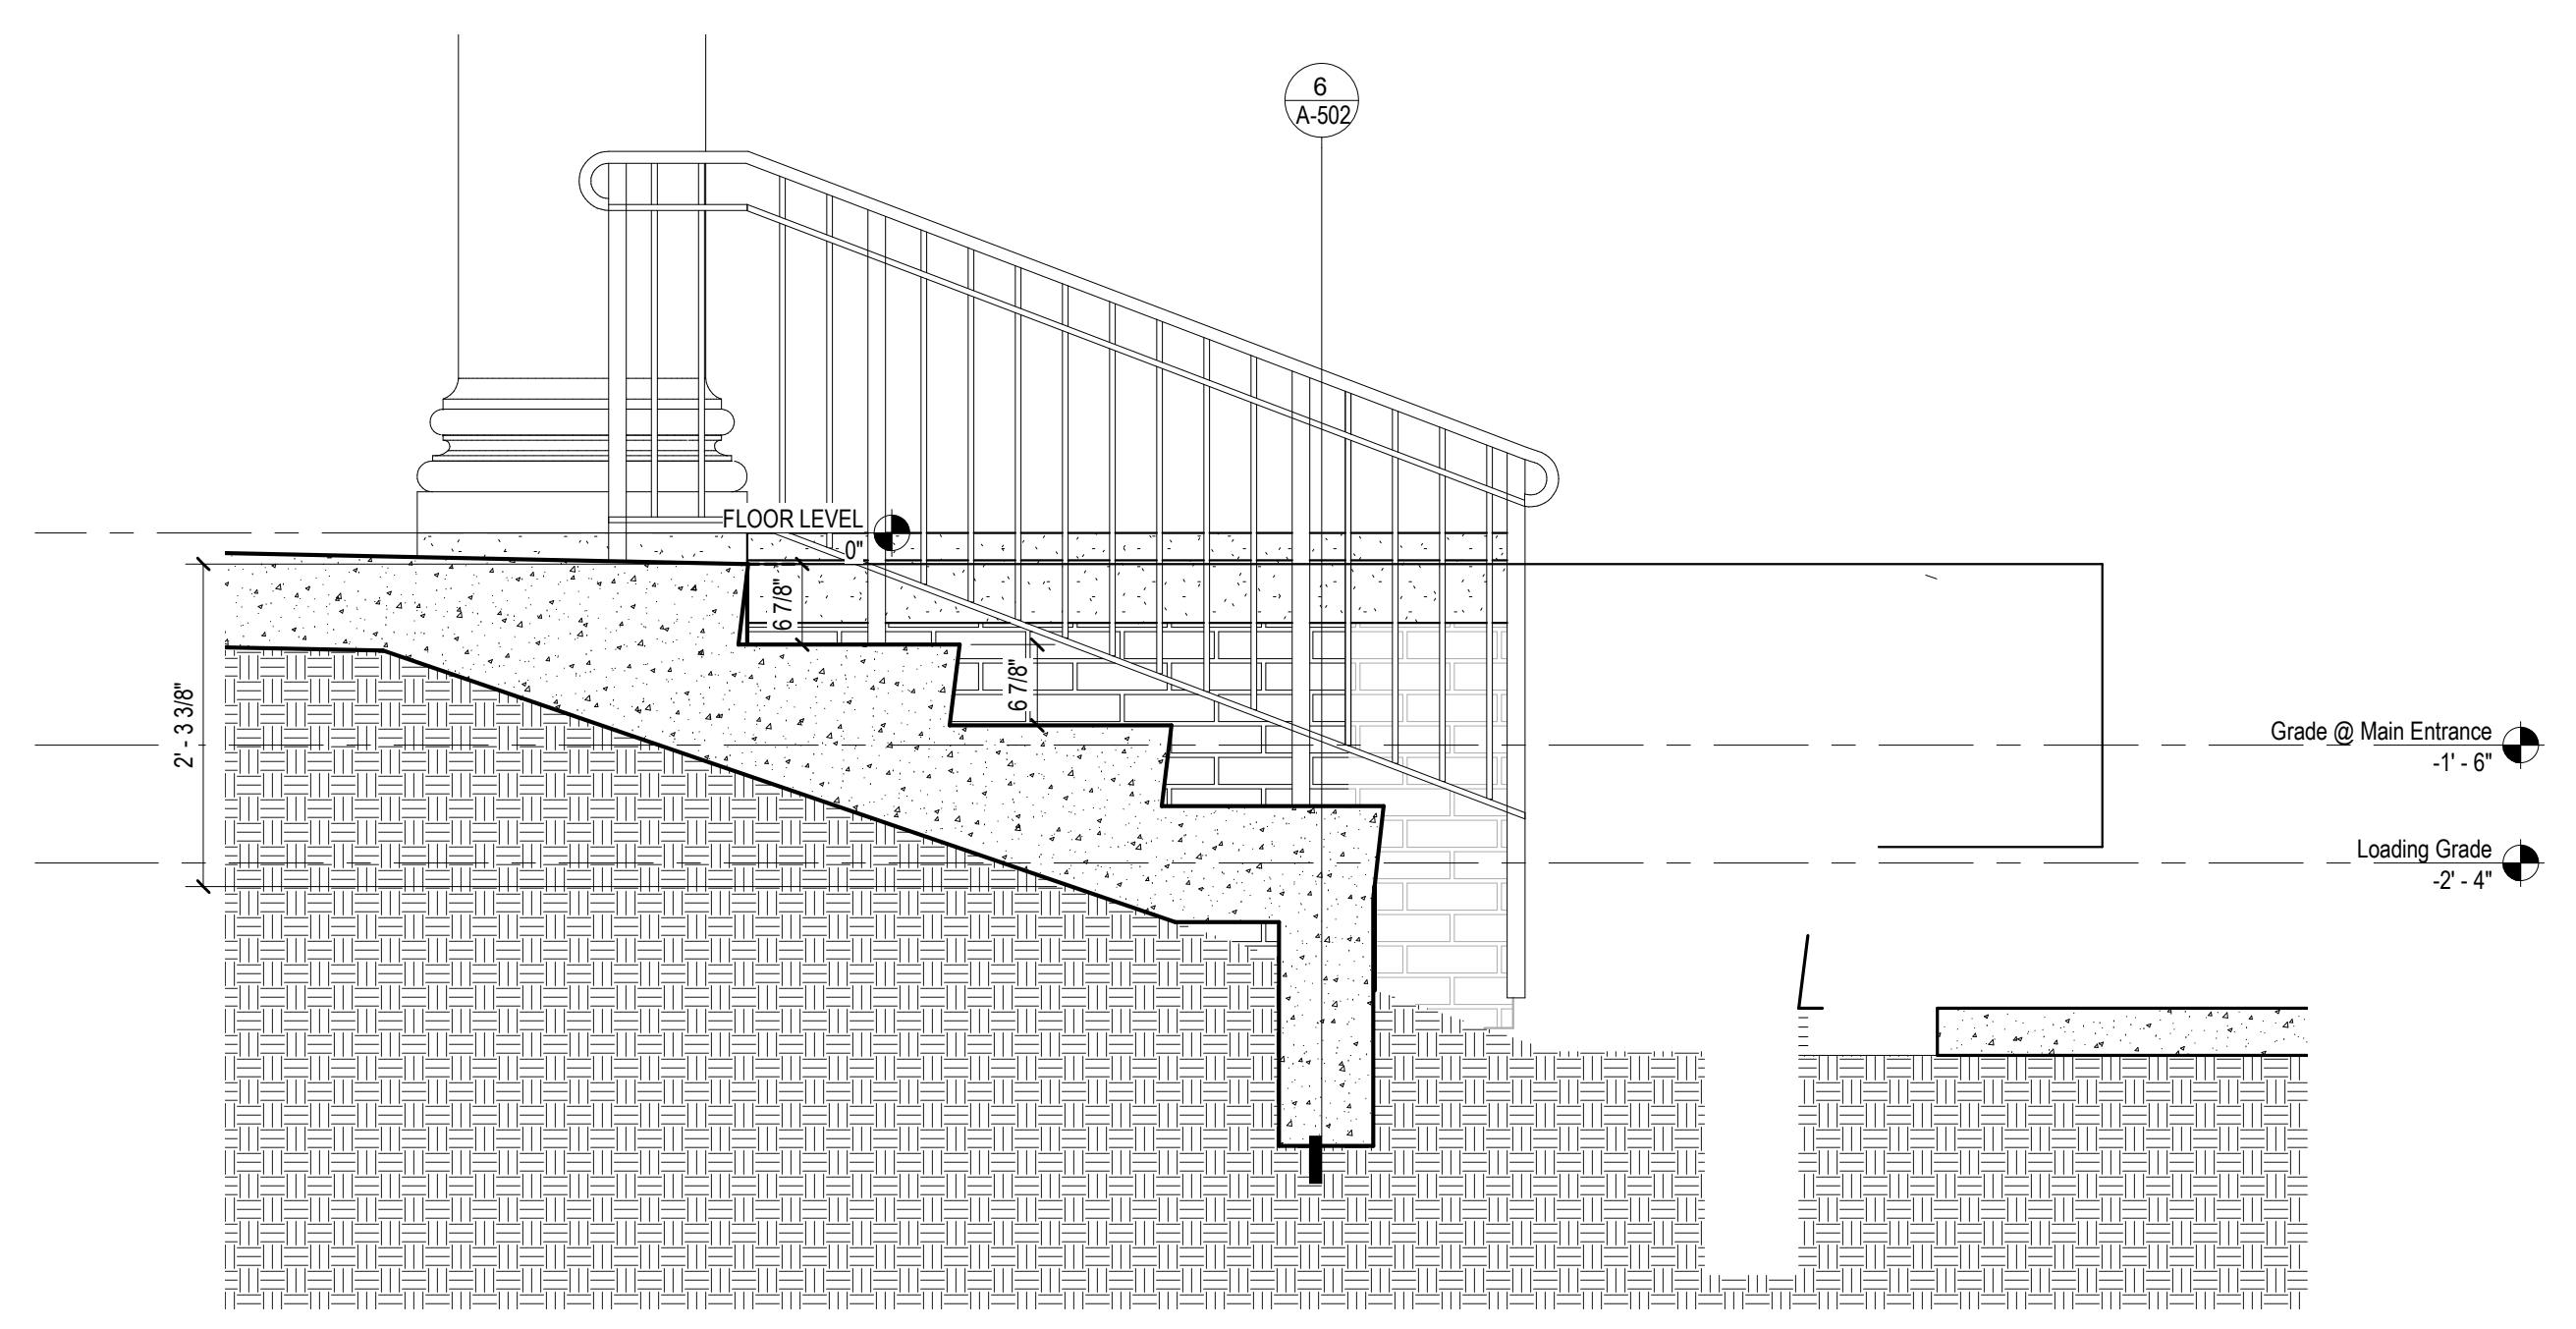 6
A-502
FLOOR LEVEL
0"
6 7/8"
6 7/8"
2' - 3 3/8"
Grade @ Main Entrance
-1' - 6"
Loading Grade
-2' - 4"